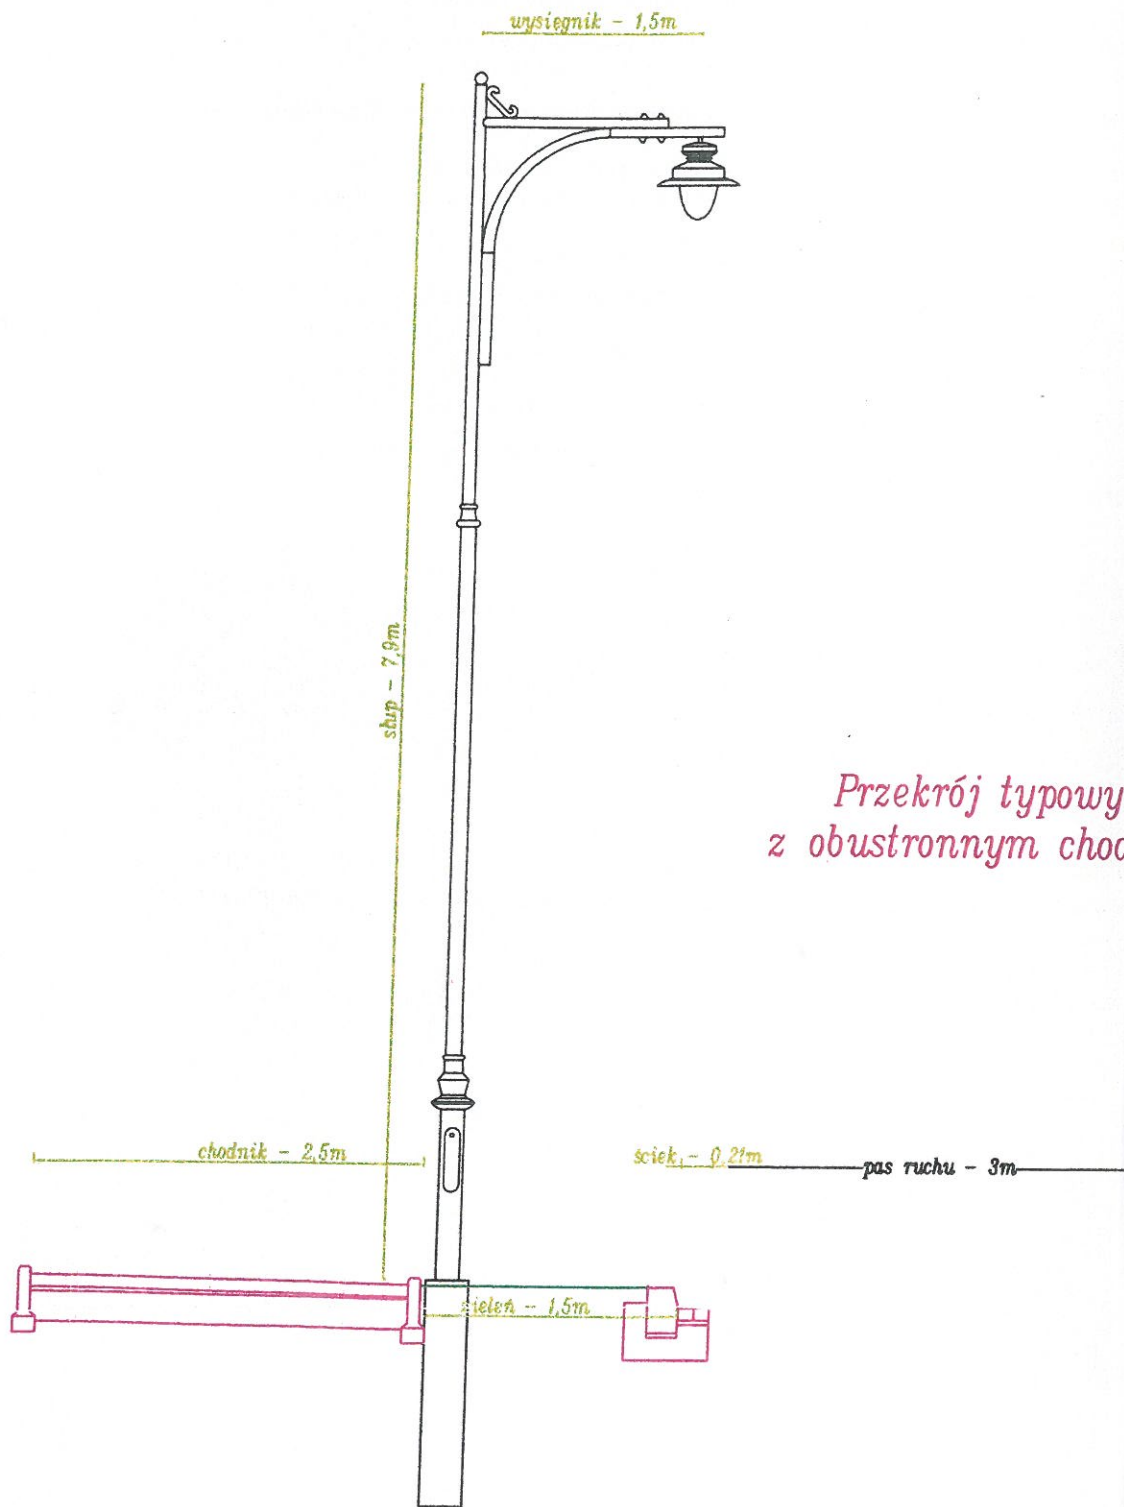 wysięgnik - 1,5m
słup - 7,9m
Przekrój typowy
z obustronnym chod
chodnik - 2,5m
ściek - 0,21m
pas ruchu - 3m
zieleń - 1,5m